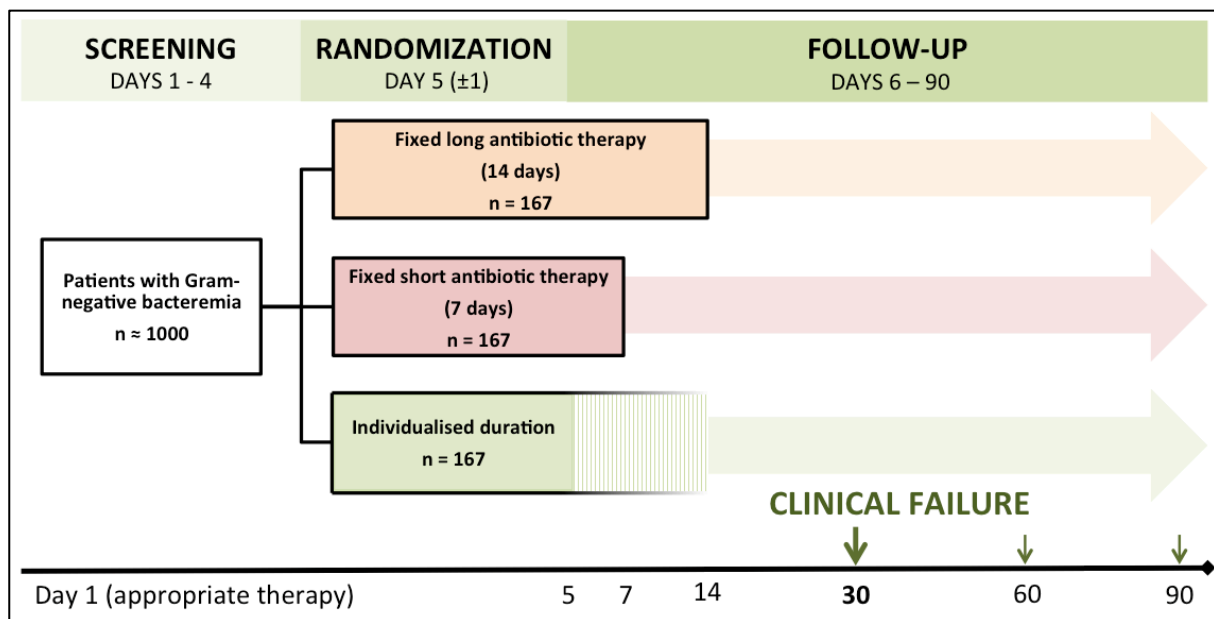 SCREENING
DAYS 1 - 4
RANDOMIZATION
DAY 5 (±1)
FOLLOW-UP
DAYS 6 – 90
Fixed long antibiotic therapy
(14 days)
n = 167
Patients with Gram-
negative bacteremia
n ≈ 1000
Fixed short antibiotic therapy
(7 days)
n = 167
Individualised duration
n = 167
CLINICAL FAILURE
Day 1 (appropriate therapy) 5 7 14 30 60 90